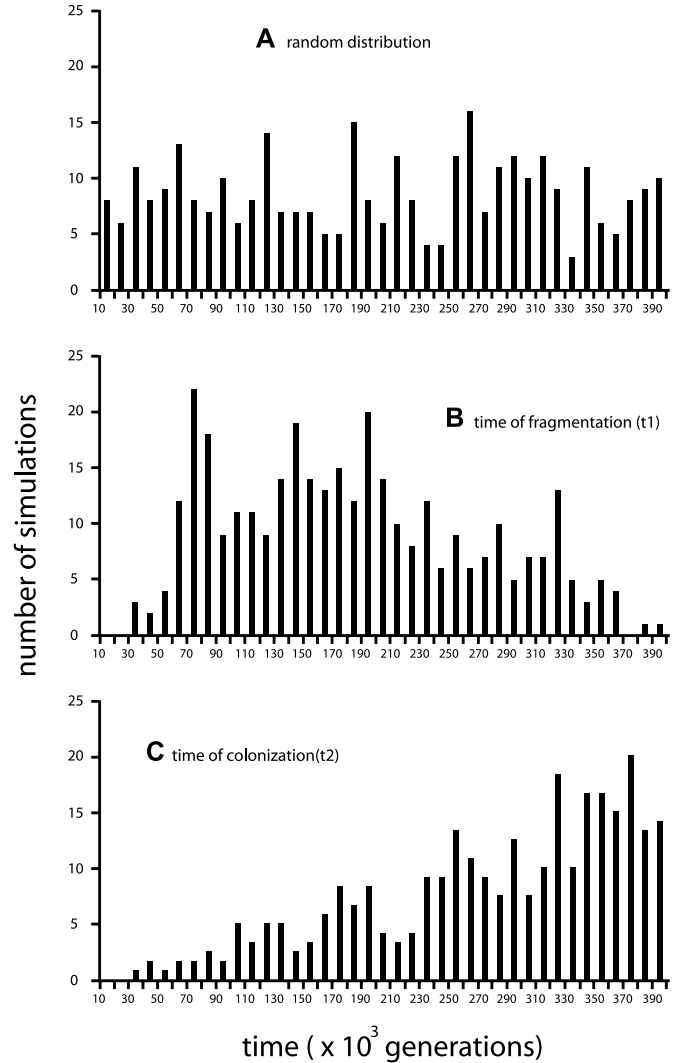 25
A random distribution
20
15
10
5
0
10 30 50 70 90 110 130 150 170 190 210 230 250 270 290 310 330 350 370 390
number of simulations
25
20
B time of fragmentation (t1)
15
10
5
0
10 30 50 70 90 110 130 150 170 190 210 230 250 270 290 310 330 350 370 390
25
C time of colonization(t2)
20
15
10
5
0
10 30 50 70 90 110 130 150 170 190 210 230 250 270 290 310 330 350 370 390
time ( x 10³ generations)